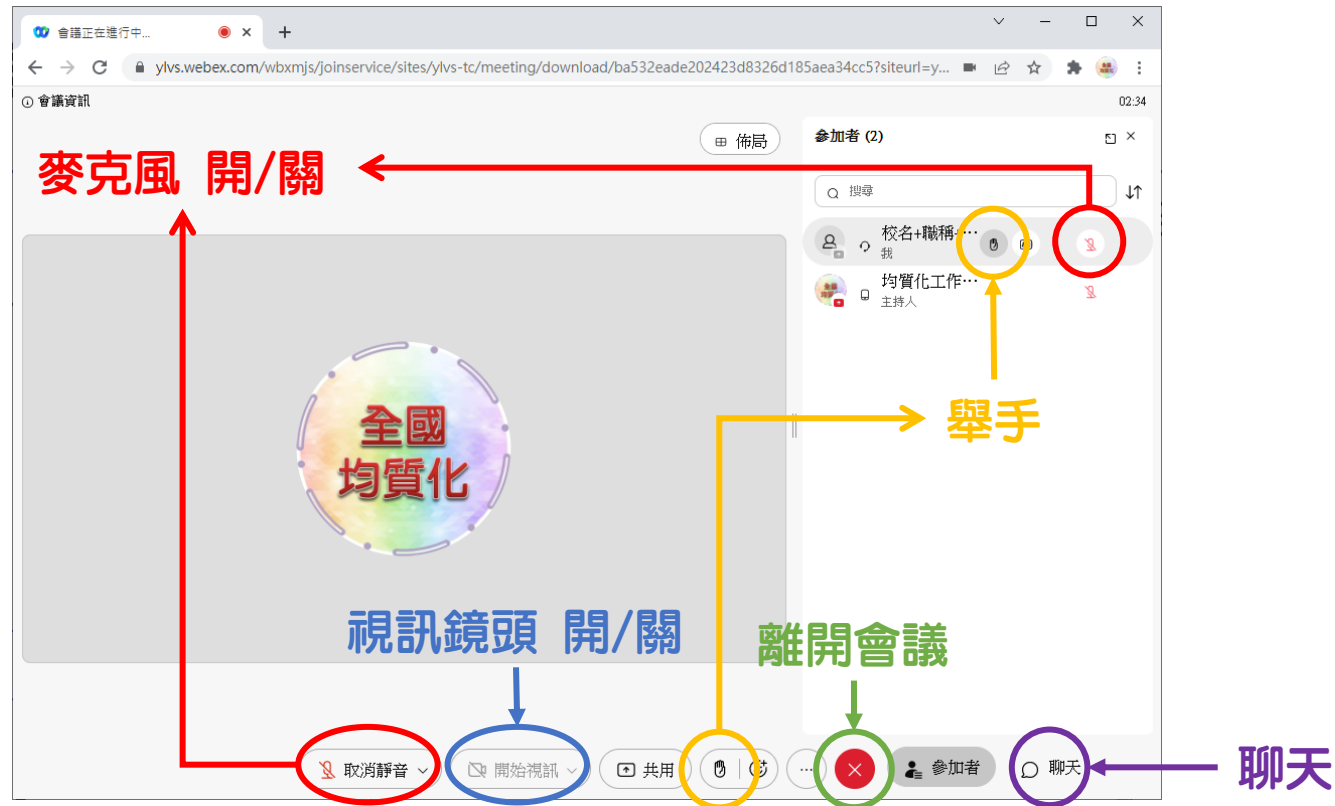 會議正在進行中...
ylvs.webex.com/wbxmjs/joinservice/sites/ylvs-tc/meeting/download/ba532eade202423d8326d185aea34cc5?siteurl=y...
會議資訊
02:34
佈局
參加者 (2)
麥克風 開/關
搜尋
校名+職稱+…
我
均質化工作…
主持人
全國
均質化
舉手
視訊鏡頭 開/關
離開會議
取消靜音
開始視訊
共用
參加者
聊天
聊天